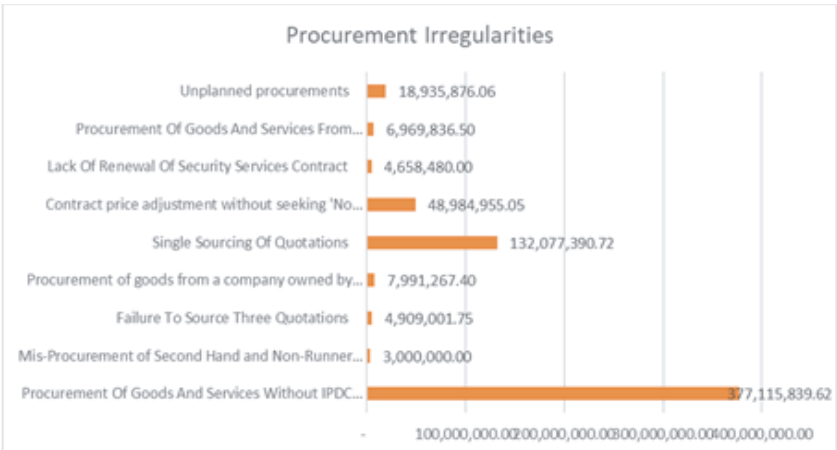 Procurement Irregularities
Unplanned procurements 18,935,876.06
Procurement Of Goods And Services From... 6,969,836.50
Lack Of Renewal Of Security Services Contract 4,658,480.00
Contract price adjustment without seeking 'No... 48,984,955.05
Single Sourcing Of Quotations 132,077,390.72
Procurement of goods from a company owned by... 7,991,267.40
Failure To Source Three Quotations 4,909,001.75
Mis-Procurement of Second Hand and Non-Runner... 3,000,000.00
Procurement Of Goods And Services Without IPDC... 377,115,839.62
- 100,000,000.00 200,000,000.00 300,000,000.00 400,000,000.00